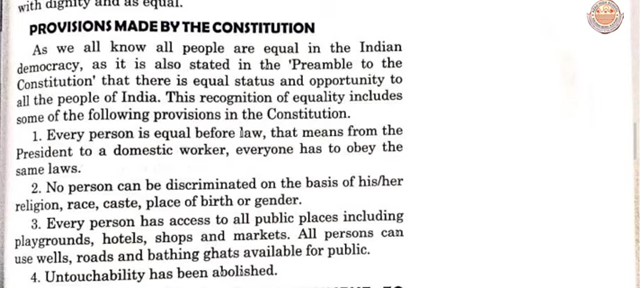 with dignity and as equal.
PROVISIONS MADE BY THE CONSTITUTION
As we all know all people are equal in the Indian
democracy, as it is also stated in the 'Preamble to the
Constitution' that there is equal status and opportunity to
all the people of India. This recognition of equality includes
some of the following provisions in the Constitution.
1. Every person is equal before law, that means from the
President to a domestic worker, everyone has to obey the
same laws.
2. No person can be discriminated on the basis of his/her
religion, race, caste, place of birth or gender.
3. Every person has access to all public places including
playgrounds, hotels, shops and markets. All persons can
use wells, roads and bathing ghats available for public.
4. Untouchability has been abolished.